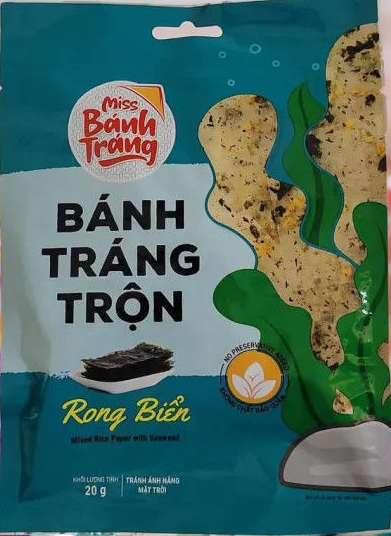 Miss
Bánh
Tráng
BÁNH
TRÁNG
TRỘN
NO PRESERVATIVE ADDED
KHÔNG CHẤT BẢO QUẢN
Rong Biển
Mixed Rice Paper with Seaweed
KHỐI LƯỢNG TỊNH
20 g
TRÁNH ÁNH NẮNG
MẶT TRỜI